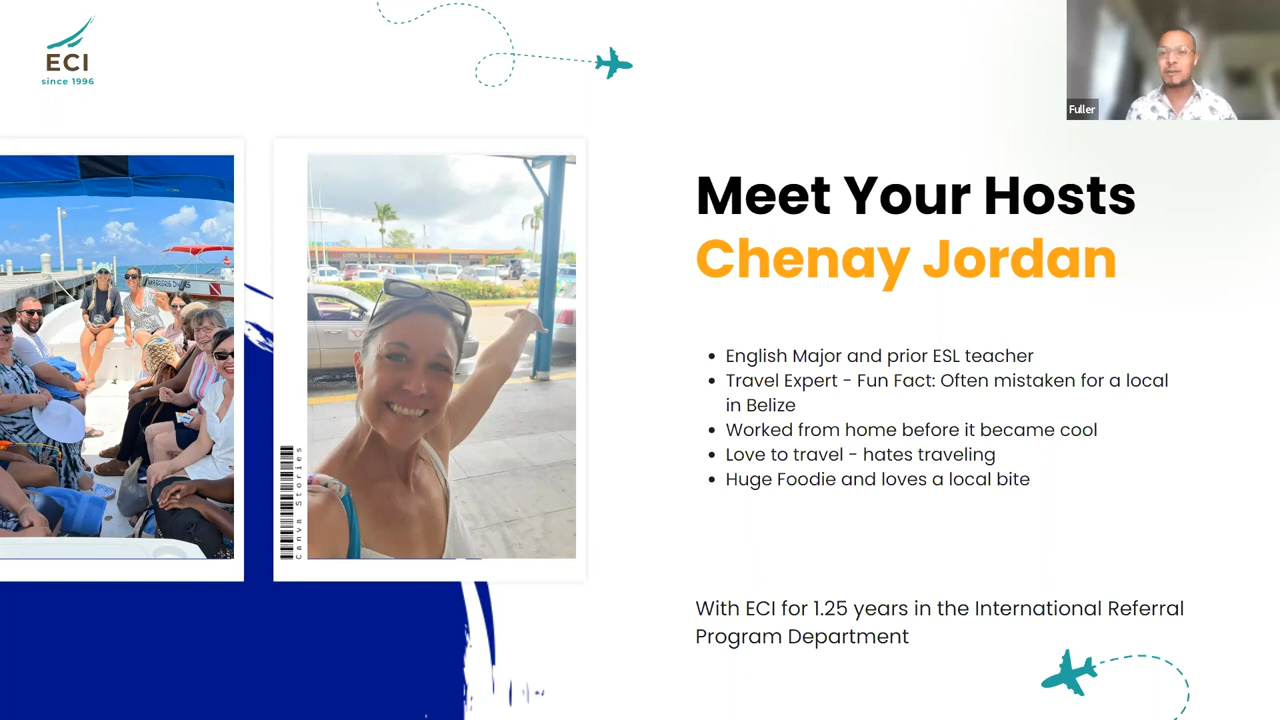 ECI
since 1996
Fuller
Meet Your Hosts
Chenay Jordan
• English Major and prior ESL teacher
• Travel Expert - Fun Fact: Often mistaken for a local
in Belize
• Worked from home before it became cool
• Love to travel - hates traveling
• Huge Foodie and loves a local bite
Canva Stories
With ECI for 1.25 years in the International Referral
Program Department